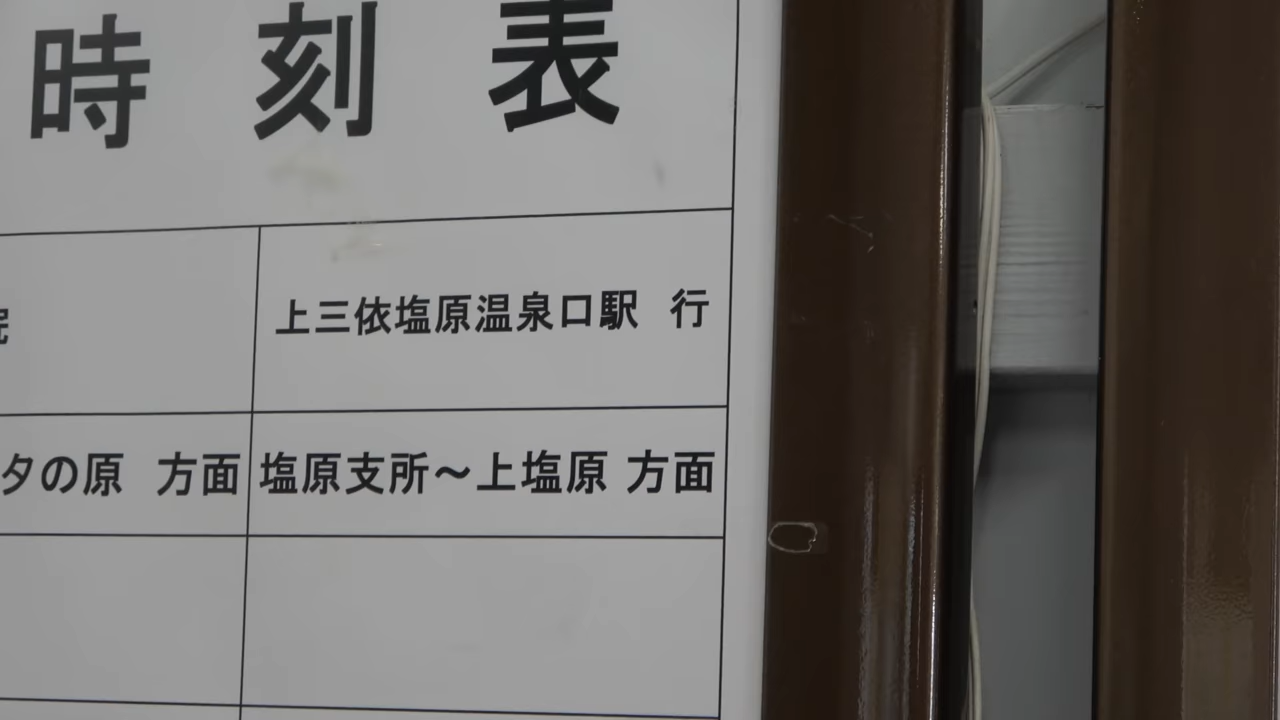 時刻表
院
上三依塩原温泉口駅 行
タの原 方面
塩原支所～上塩原 方面